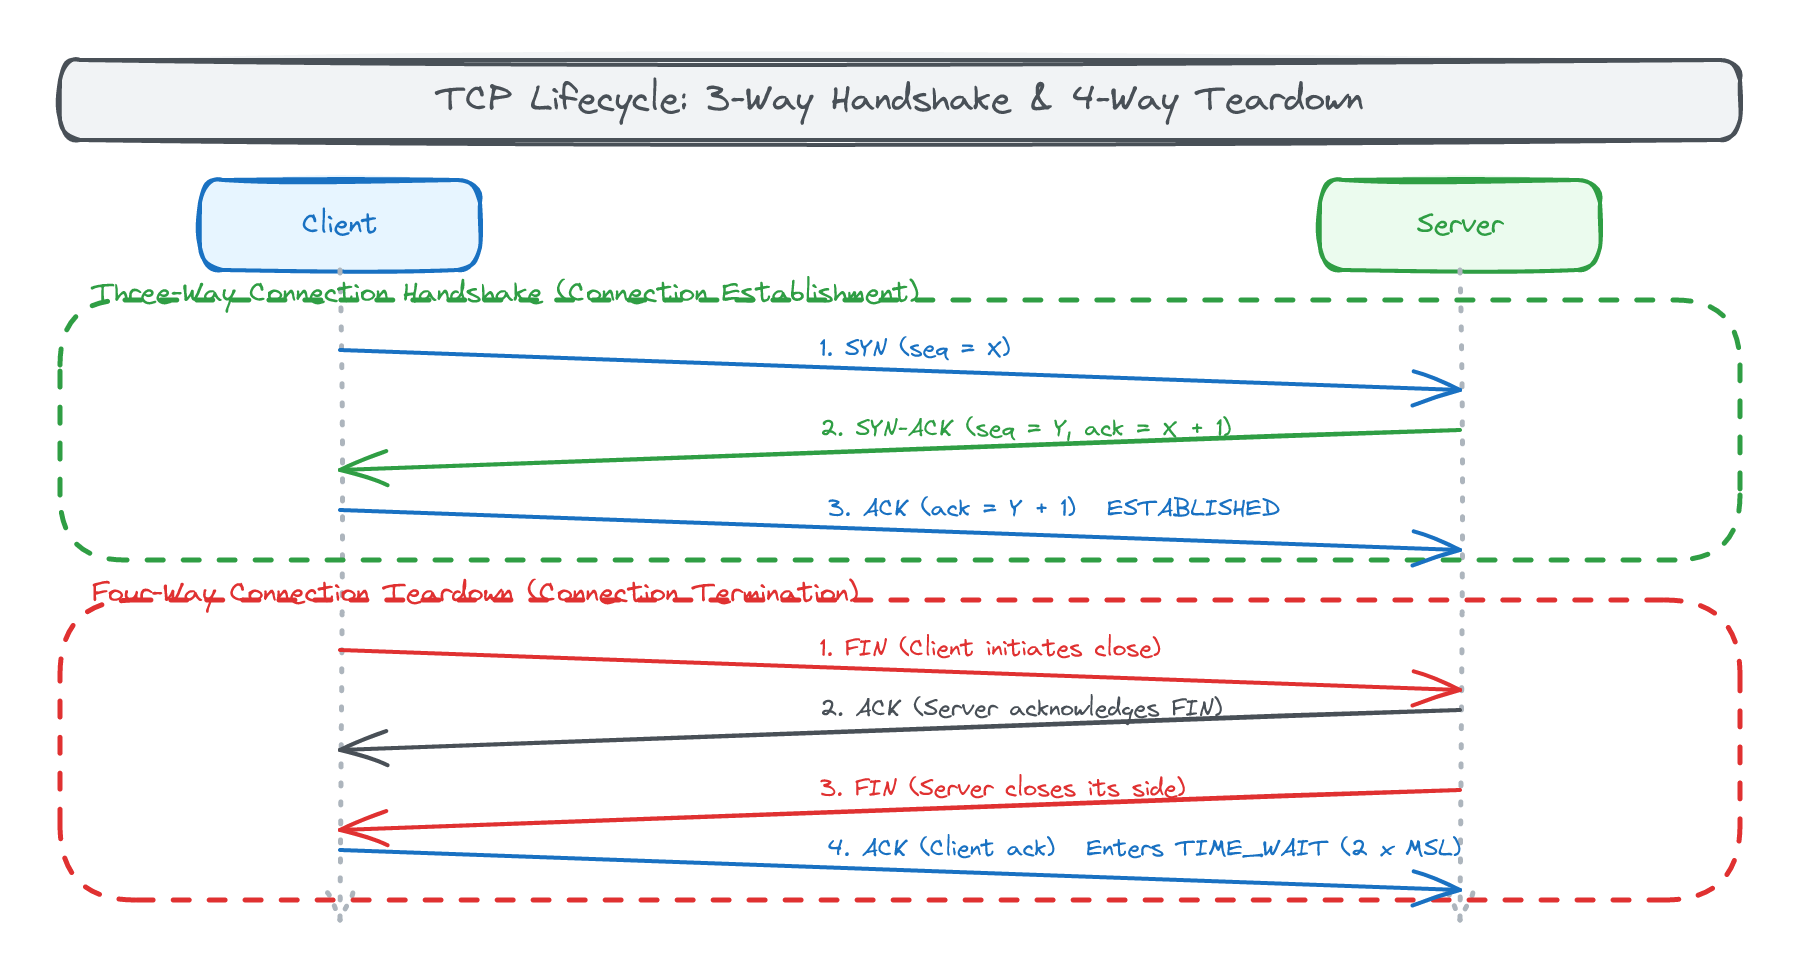 TCP Lifecycle: 3-Way Handshake & 4-Way Teardown
Client
Server
Three-Way Connection Handshake (Connection Establishment)
1. SYN (seq = X)
2. SYN-ACK (seq = Y, ack = X + 1)
3. ACK (ack = Y + 1) ESTABLISHED
Four-Way Connection Teardown (Connection Termination)
1. FIN (Client initiates close)
2. ACK (Server acknowledges FIN)
3. FIN (Server closes its side)
4. ACK (Client ack) Enters TIME_WAIT (2 x MSL)